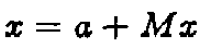 x = a + Mx